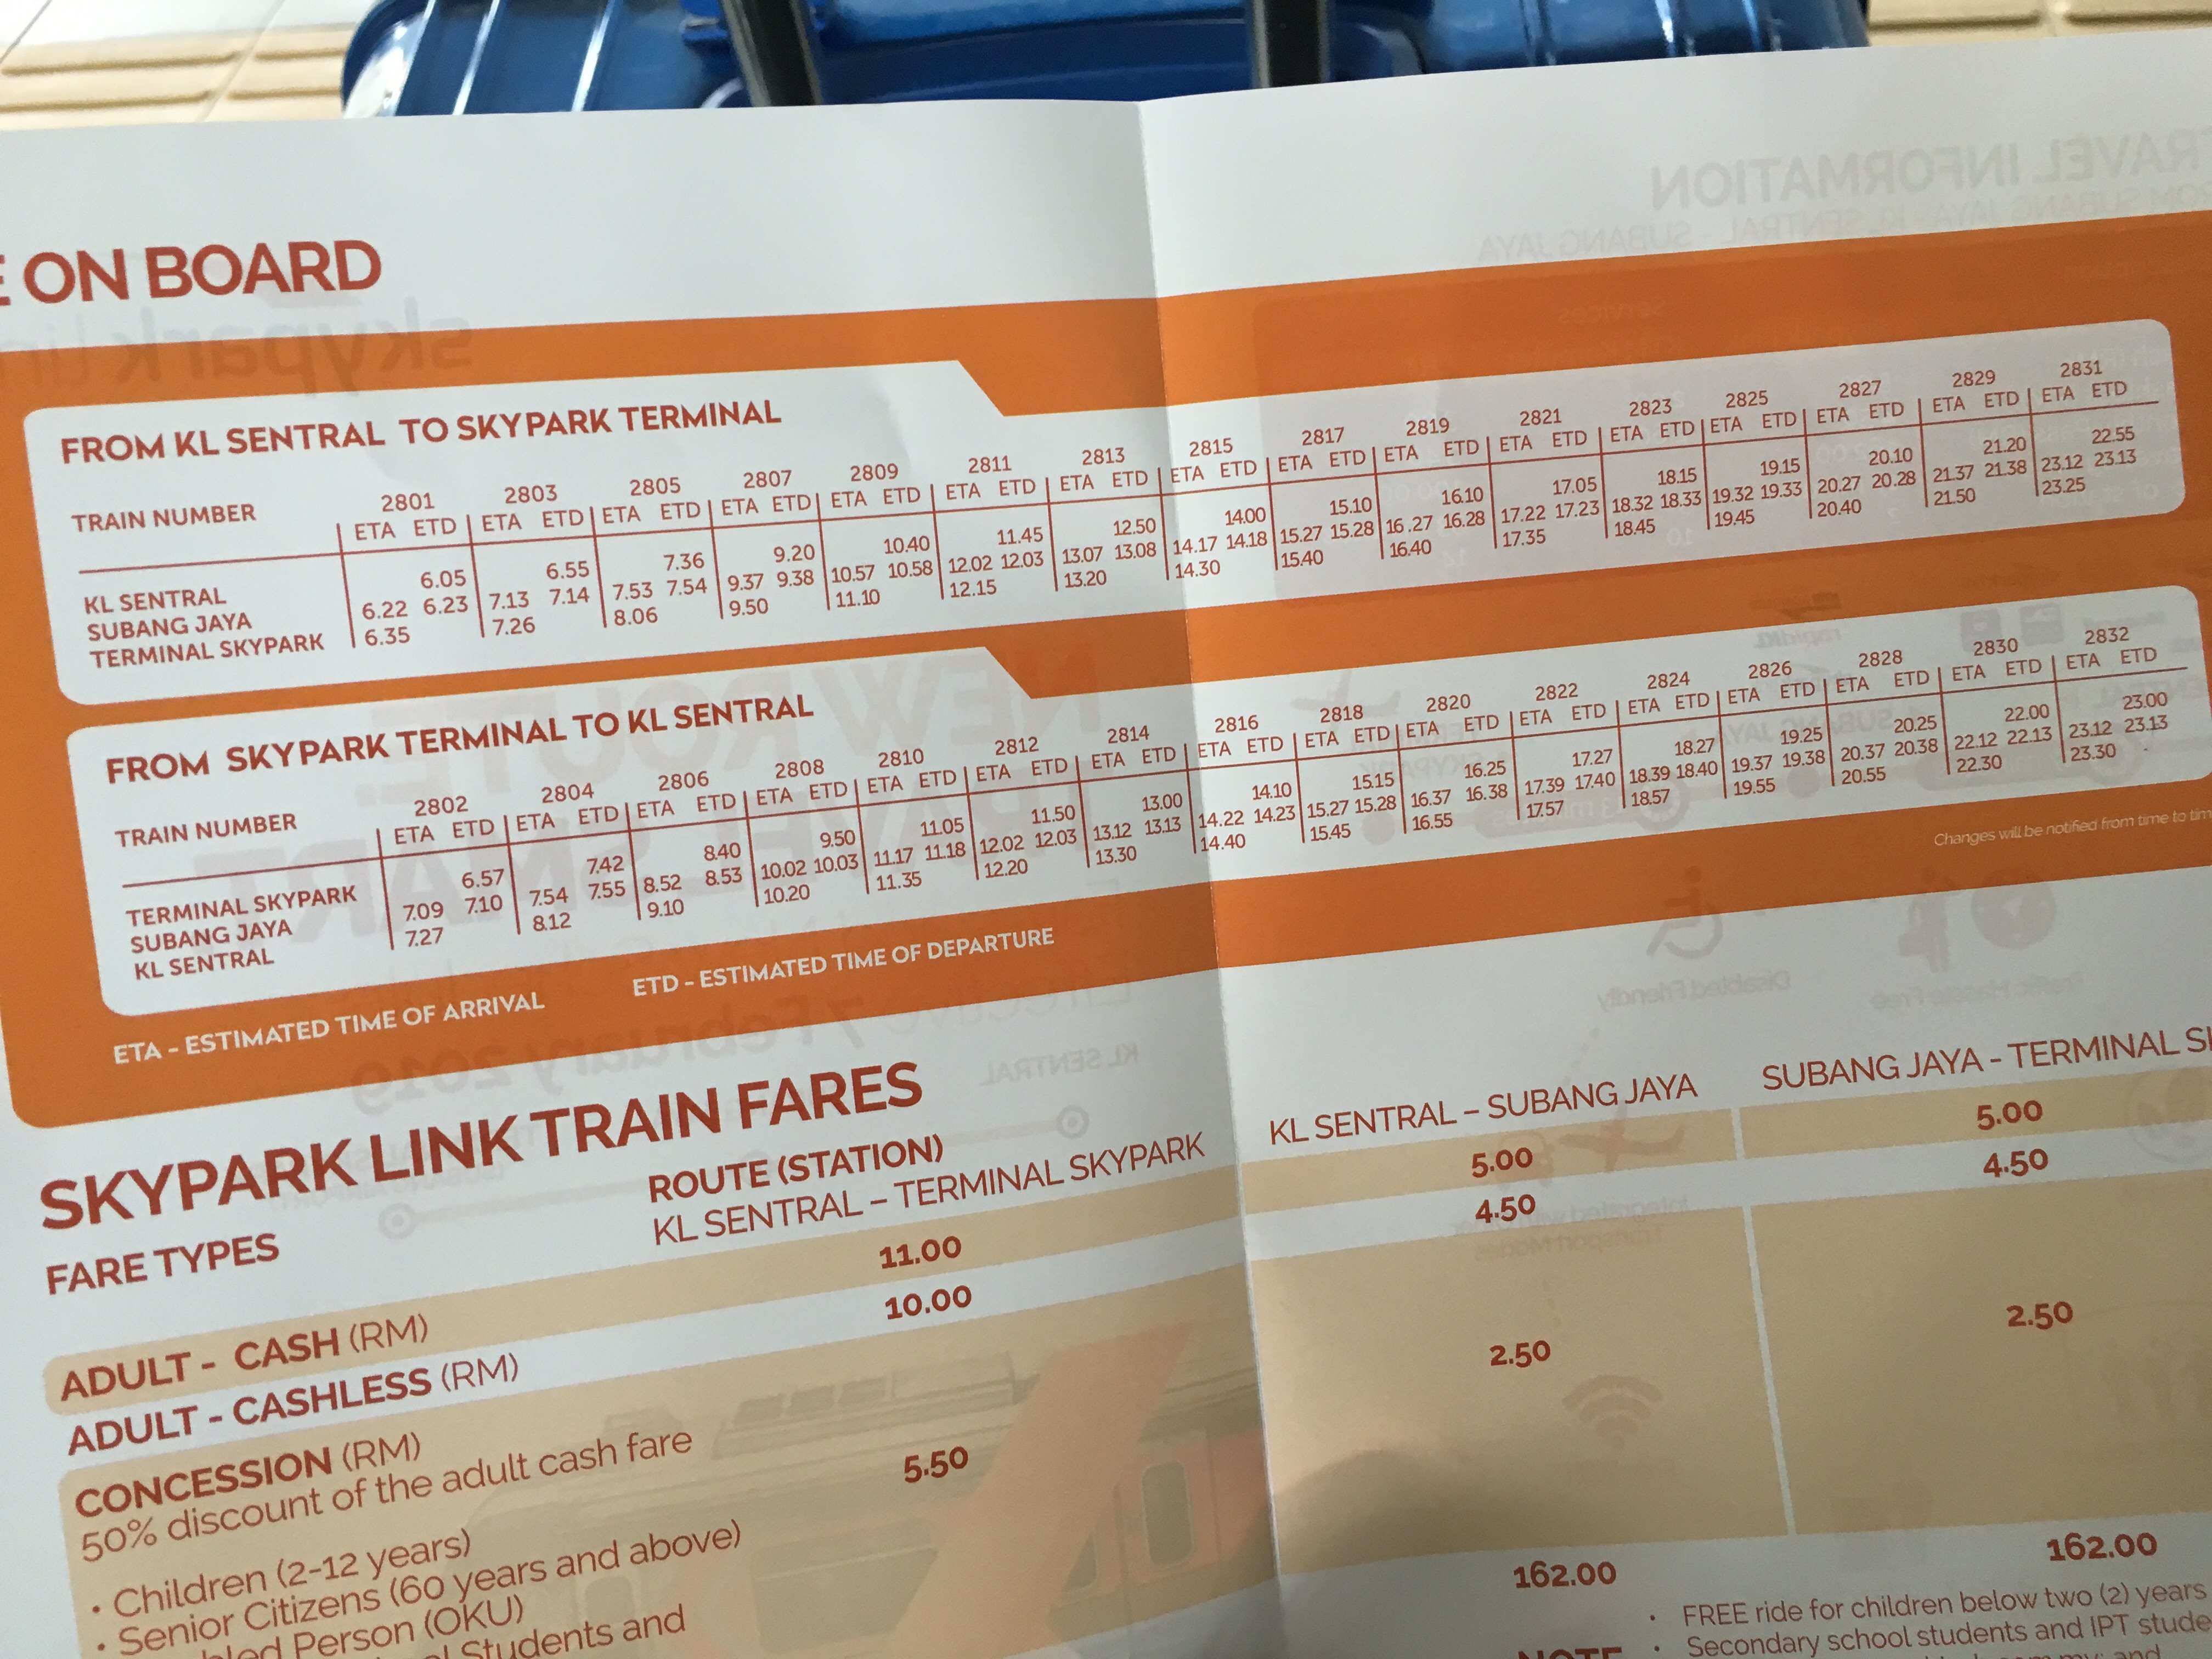 E ON BOARD
FROM KL SENTRAL TO SKYPARK TERMINAL
TRAIN NUMBER 2801 2803 2805 2807 2809 2811 2813 2815 2817 2819 2821 2823 2825 2827 2829 2831
ETA ETD ETA ETD ETA ETD ETA ETD ETA ETD ETA ETD ETA ETD ETA ETD ETA ETD ETA ETD ETA ETD ETA ETD ETA ETD ETA ETD ETA ETD ETA ETD
KL SENTRAL 6.05 6.55 7.36 9.20 10.40 11.45 12.50 14.00 15.10 16.10 17.05 18.15 19.15 20.10 21.20 22.55
SUBANG JAYA 6.22 6.23 7.13 7.14 7.53 7.54 9.37 9.38 10.57 10.58 12.02 12.03 13.07 13.08 14.17 14.18 15.27 15.28 16.27 16.28 17.22 17.23 18.32 18.33 19.32 19.33 20.27 20.28 21.37 21.38 23.12 23.13
TERMINAL SKYPARK 6.35 7.26 8.06 9.50 11.10 12.15 13.20 14.30 15.40 16.40 17.35 18.45 19.45 20.40 21.50 23.25
FROM SKYPARK TERMINAL TO KL SENTRAL
TRAIN NUMBER 2802 2804 2806 2808 2810 2812 2814 2816 2818 2820 2822 2824 2826 2828 2830 2832
ETA ETD ETA ETD ETA ETD ETA ETD ETA ETD ETA ETD ETA ETD ETA ETD ETA ETD ETA ETD ETA ETD ETA ETD ETA ETD ETA ETD ETA ETD ETA ETD
TERMINAL SKYPARK 6.57 7.42 8.40 9.50 11.05 11.50 13.00 14.10 15.15 16.25 17.27 18.27 19.25 20.25 22.00 23.00
SUBANG JAYA 7.09 7.10 7.54 7.55 8.52 8.53 10.02 10.03 11.17 11.18 12.02 12.03 13.12 13.13 14.22 14.23 15.27 15.28 16.37 16.38 17.39 17.40 18.39 18.40 19.37 19.38 20.37 20.38 22.12 22.13 23.12 23.13
KL SENTRAL 7.27 8.12 9.10 10.20 11.35 12.20 13.30 14.40 15.45 16.55 17.57 18.57 19.55 20.55 22.30 23.30
Changes will be notified from time to tim
ETA - ESTIMATED TIME OF ARRIVAL ETD - ESTIMATED TIME OF DEPARTURE
SKYPARK LINK TRAIN FARES
ROUTE (STATION)
FARE TYPES KL SENTRAL – TERMINAL SKYPARK KL SENTRAL – SUBANG JAYA SUBANG JAYA - TERMINAL SK
ADULT - CASH (RM) 11.00 5.00 5.00
ADULT - CASHLESS (RM) 10.00 4.50 4.50
CONCESSION (RM) 5.50 2.50 2.50
50% discount of the adult cash fare
• Children (2-12 years)
• Senior Citizens (60 years and above)
bled Person (OKU)
Students and
162.00 162.00
NOTE
• FREE ride for children below two (2) years
• Secondary school students and IPT stude